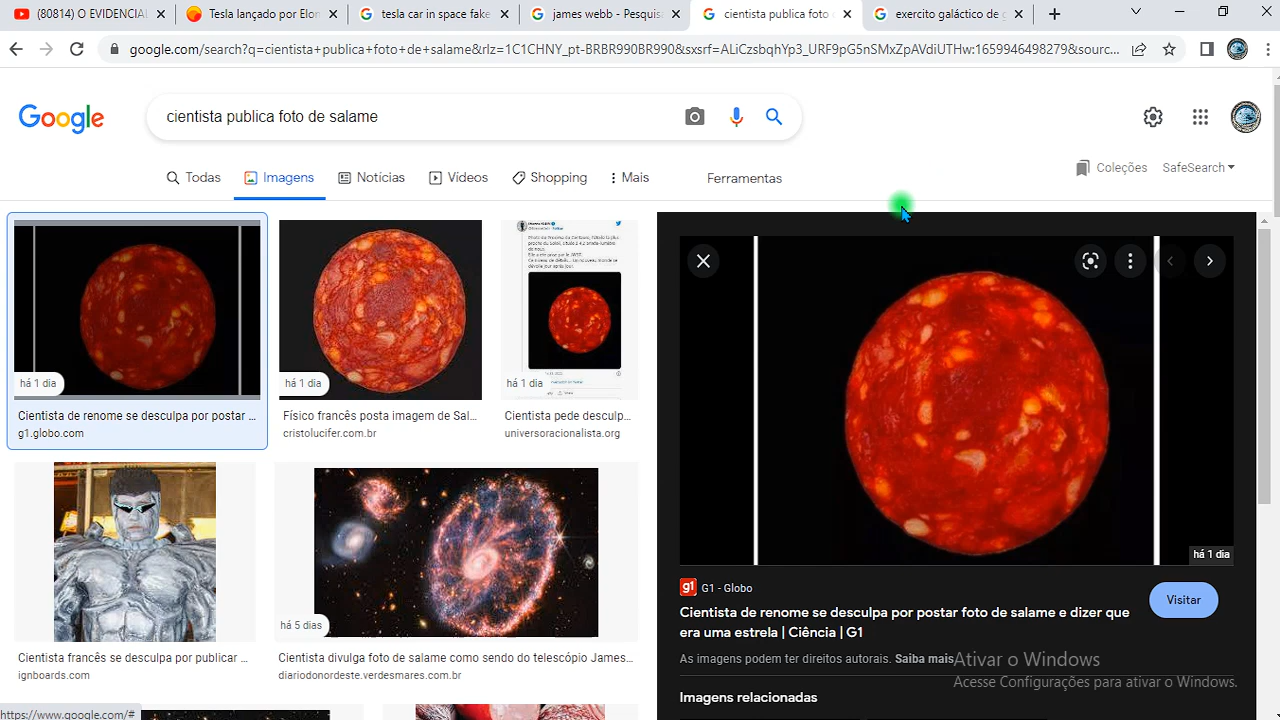 (80814) O EVIDENCIAL
Tesla lançado por Elon
tesla car in space fake
james webb - Pesquis
cientista publica foto
exercito galáctico de g
google.com/search?q=cientista+publica+foto+de+salame&rlz=1C1CHNY_pt-BRBR990BR990&sxsrf=ALiCzsbqhYp3_URF9pG5nSMxZpAVdiUTHw:1659946498279&sourc...
Google
cientista publica foto de salame
Todas
Imagens
Notícias
Vídeos
Shopping
Mais
Ferramentas
Coleções
SafeSearch
há 1 dia
Cientista de renome se desculpa por postar ...
g1.globo.com
há 1 dia
Físico francês posta imagem de Sal...
cristolucifer.com.br
há 1 dia
Cientista pede desculp...
universoracionalista.org
Cientista francês se desculpa por publicar ...
ignboards.com
há 5 dias
Cientista divulga foto de salame como sendo do telescópio James...
diariodonordeste.verdesmares.com.br
há 1 dia
g1 G1 - Globo
Visitar
Cientista de renome se desculpa por postar foto de salame e dizer que
era uma estrela | Ciência | G1
As imagens podem ter direitos autorais. Saiba mais
Ativar o Windows
Acesse Configurações para ativar o Windows.
Imagens relacionadas
https://www.google.com/#